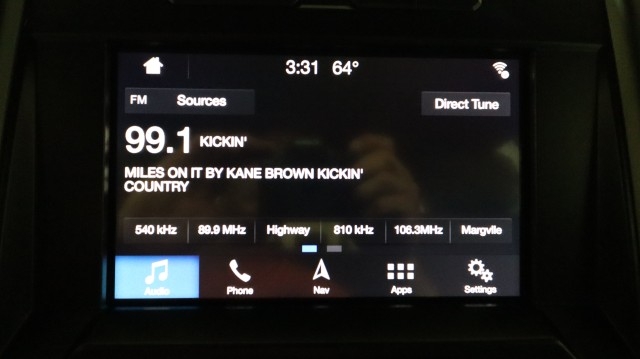 3:31 64°
FM Sources Direct Tune
99.1 KICKIN'
MILES ON IT BY KANE BROWN KICKIN'
COUNTRY
540 kHz 89.9 MHz Highway 810 kHz 106.3MHz Margvlle
Audio Phone Nav Apps Settings